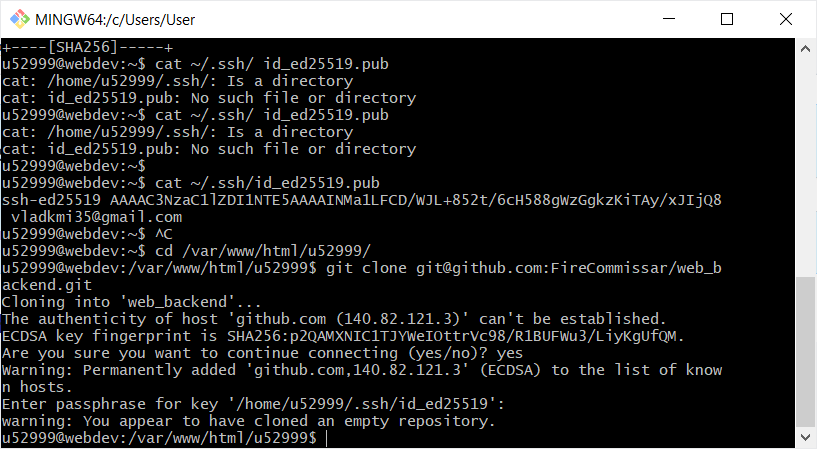 MINGW64:/c/Users/User
+----[SHA256]-----+
u52999@webdev:~$ cat ~/.ssh/ id_ed25519.pub
cat: /home/u52999/.ssh/: Is a directory
cat: id_ed25519.pub: No such file or directory
u52999@webdev:~$ cat ~/.ssh/ id_ed25519.pub
cat: /home/u52999/.ssh/: Is a directory
cat: id_ed25519.pub: No such file or directory
u52999@webdev:~$
u52999@webdev:~$ cat ~/.ssh/id_ed25519.pub
ssh-ed25519 AAAAC3NzaC1lZDI1NTE5AAAAINMa1LFCD/WJL+852t/6cH588gWzGgkzKiTAy/xJIjQ8
 vladkmi35@gmail.com
u52999@webdev:~$ ^C
u52999@webdev:~$ cd /var/www/html/u52999/
u52999@webdev:/var/www/html/u52999$ git clone git@github.com:FireCommissar/web_b
ackend.git
Cloning into 'web_backend'...
The authenticity of host 'github.com (140.82.121.3)' can't be established.
ECDSA key fingerprint is SHA256:p2QAMXNIC1TJYWeIOttrVc98/R1BUFWu3/LiyKgUfQM.
Are you sure you want to continue connecting (yes/no)? yes
Warning: Permanently added 'github.com,140.82.121.3' (ECDSA) to the list of know
n hosts.
Enter passphrase for key '/home/u52999/.ssh/id_ed25519':
warning: You appear to have cloned an empty repository.
u52999@webdev:/var/www/html/u52999$